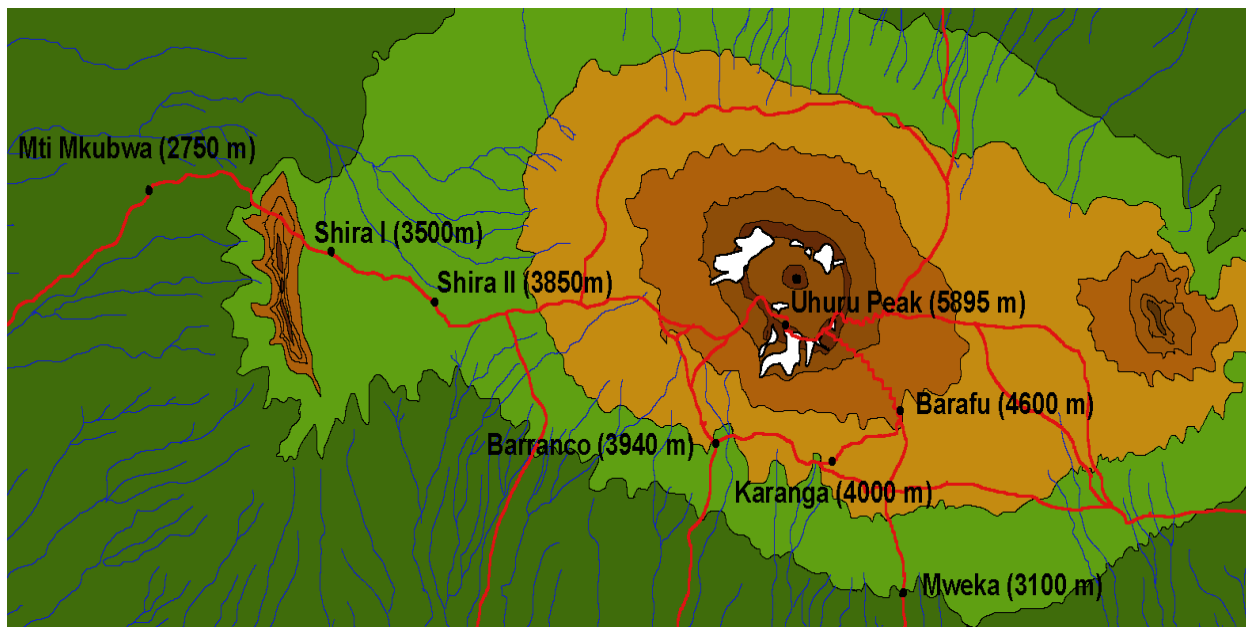 Mti Mkubwa (2750 m)
Shira I (3500m)
Shira II (3850m)
Uhuru Peak (5895 m)
Barafu (4600 m)
Barranco (3940 m)
Karanga (4000 m)
Mweka (3100 m)